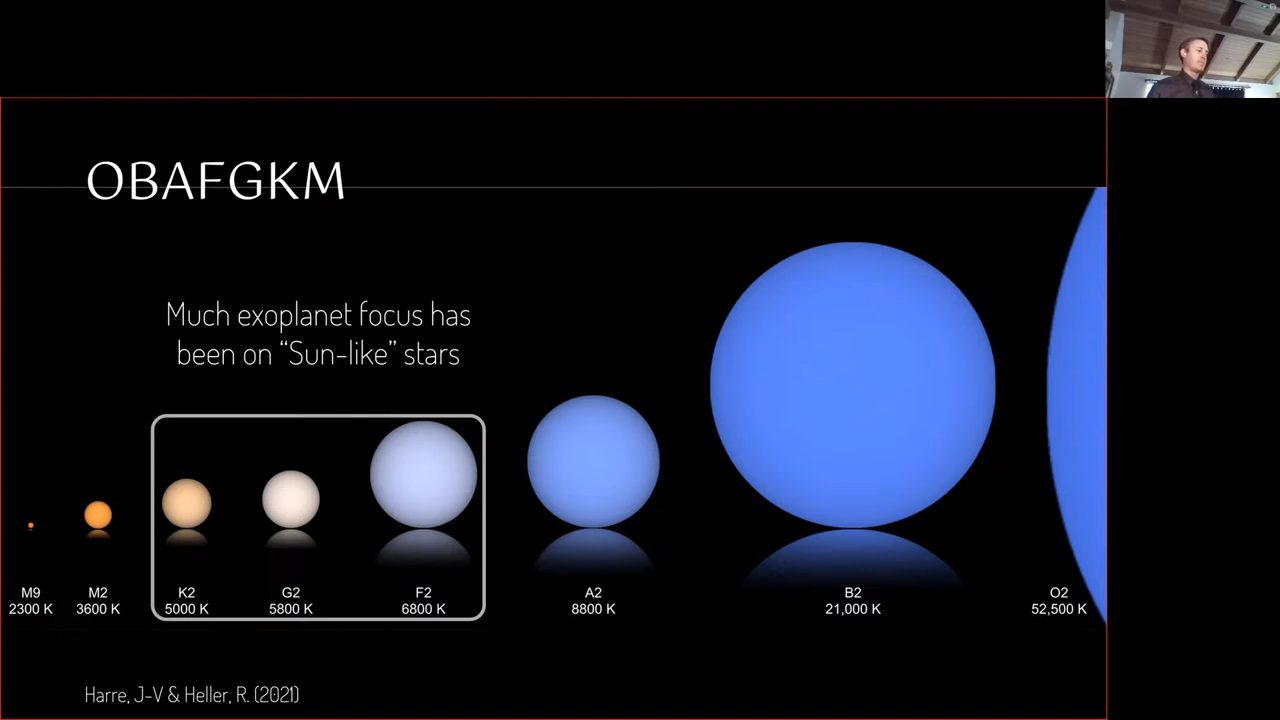 OBAFGKM
Much exoplanet focus has
been on “Sun-like” stars
M9
2300 K
M2
3600 K
K2
5000 K
G2
5800 K
F2
6800 K
A2
8800 K
B2
21,000 K
O2
52,500 K
Harre, J-V & Heller, R. (2021)